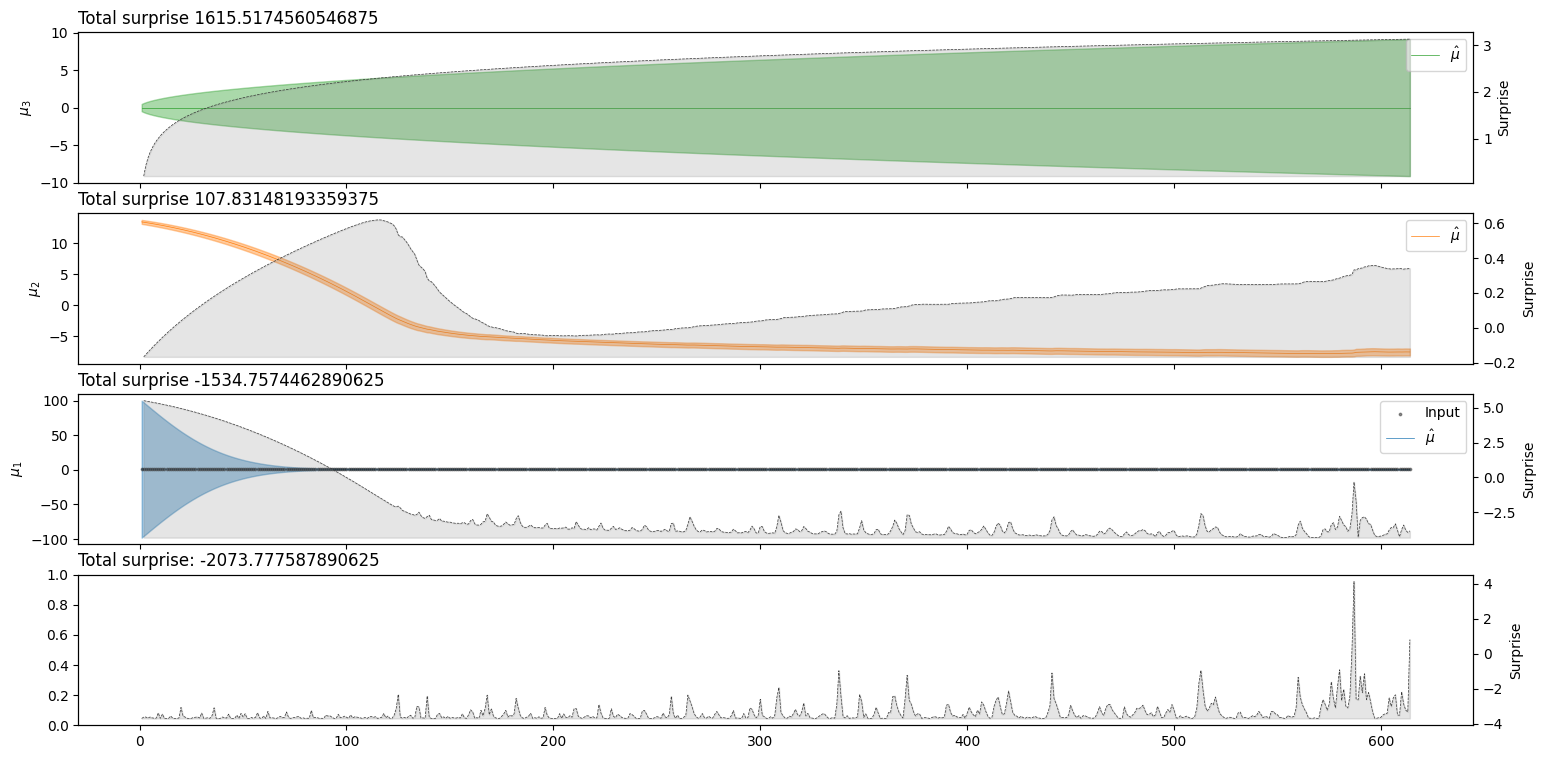 Total surprise 1615.5174560546875
10
5
0
−5
−10
μ3
3
2
1
Surprise
μ̂
Total surprise 107.83148193359375
10
5
0
−5
μ2
0.6
0.4
0.2
0.0
−0.2
Surprise
μ̂
Total surprise -1534.7574462890625
100
50
0
−50
−100
μ1
5.0
2.5
0.0
−2.5
Surprise
Input
μ̂
Total surprise: -2073.777587890625
1.0
0.8
0.6
0.4
0.2
0.0
4
2
0
−2
−4
Surprise
0 100 200 300 400 500 600